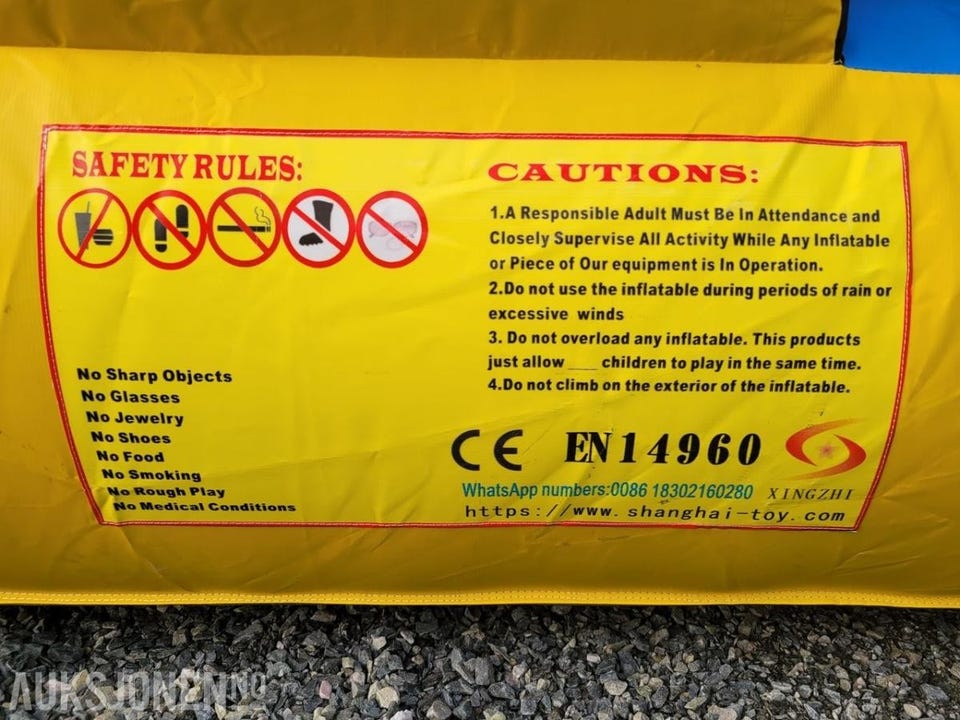 SAFETY RULES:
No Sharp Objects
No Glasses
No Jewelry
No Shoes
No Food
No Smoking
No Rough Play
No Medical Conditions
CAUTIONS:
1.A Responsible Adult Must Be In Attendance and
Closely Supervise All Activity While Any Inflatable
or Piece of Our equipment is In Operation.
2.Do not use the inflatable during periods of rain or
excessive winds
3. Do not overload any inflatable. This products
just allow ___ children to play in the same time.
4.Do not climb on the exterior of the inflatable.
CE EN14960
WhatsApp numbers:0086 18302160280 XINGZHI
https://www.shanghai-toy.com
AUKSJONEN.NO